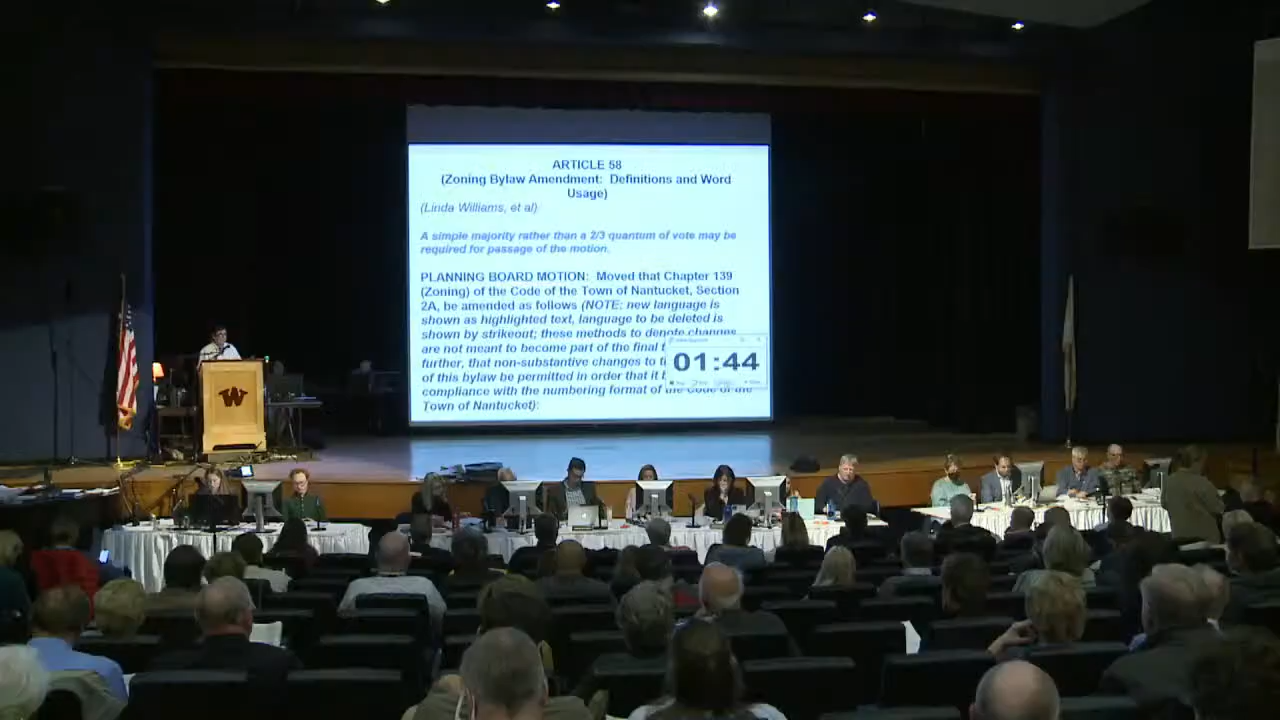 ARTICLE 58
(Zoning Bylaw Amendment: Definitions and Word
Usage)
(Linda Williams, et al)
A simple majority rather than a 2/3 quantum of vote may be
required for passage of the motion.
PLANNING BOARD MOTION: Moved that Chapter 139
(Zoning) of the Code of the Town of Nantucket, Section
2A, be amended as follows (NOTE: new language is
shown as highlighted text, language to be deleted is
shown by strikeout; these methods to denote changes
are not meant to become part of the final
further, that non-substantive changes to
of this bylaw be permitted in order that it
compliance with the numbering format of the Code of the
Town of Nantucket):
01:44
W